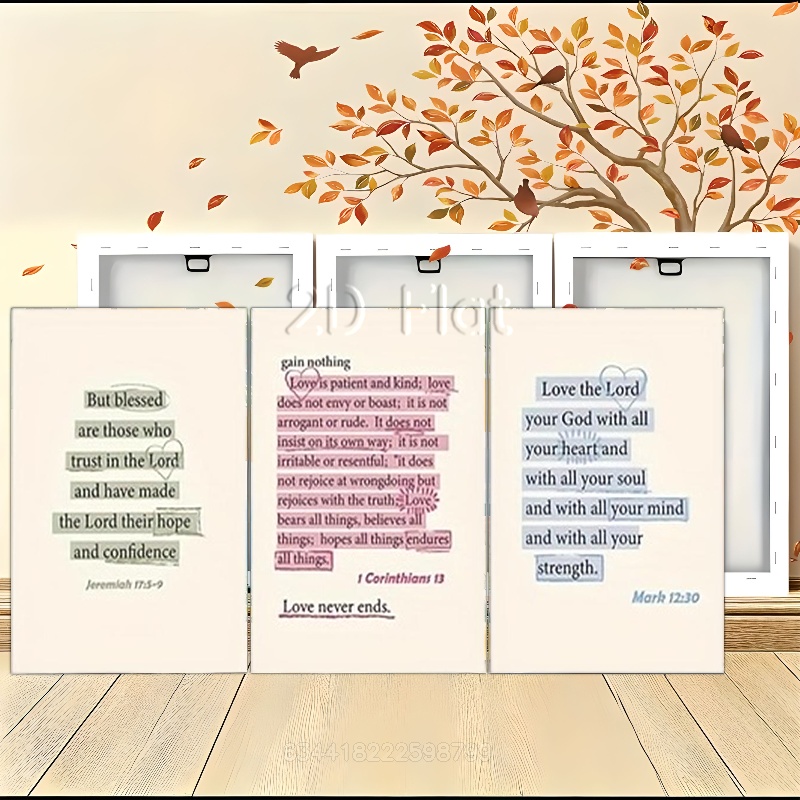 2D Flat
But blessed
are those who
trust in the Lord
and have made
the Lord their hope
and confidence
Jeremiah 17:5-9
gain nothing
Love is patient and kind; love
does not envy or boast; it is not
arrogant or rude. It does not
insist on its own way; it is not
irritable or resentful; "it does
not rejoice at wrongdoing but
rejoices with the truth; Love
bears all things, believes all
things; hopes all things endures
all things.
1 Corinthians 13
Love never ends.
Love the Lord
your God with all
your heart and
with all your soul
and with all your mind
and with all your
strength.
Mark 12:30
6344182225987​99